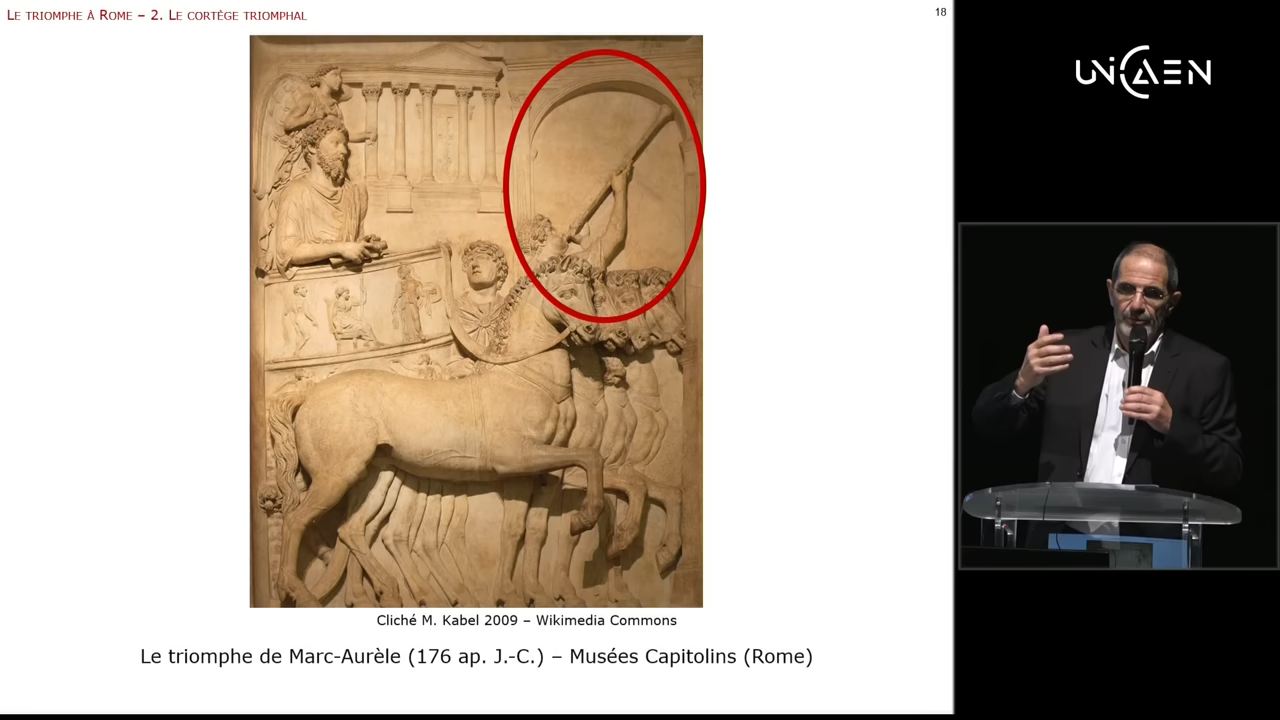 Le triomphe à Rome – 2. Le cortège triomphal
18
UNICAEN
Cliché M. Kabel 2009 – Wikimedia Commons
Le triomphe de Marc-Aurèle (176 ap. J.-C.) – Musées Capitolins (Rome)